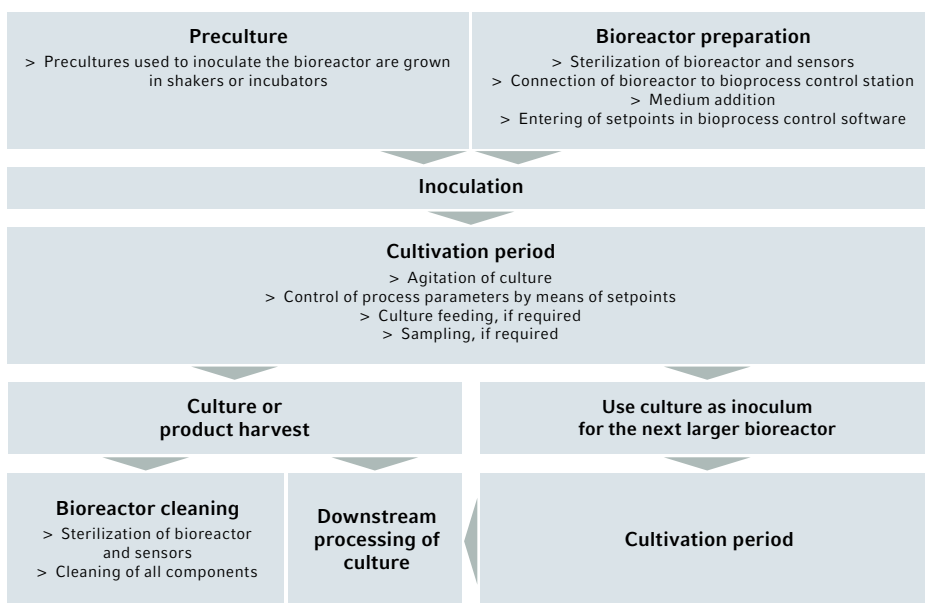 Preculture
> Precultures used to inoculate the bioreactor are grown
in shakers or incubators
Bioreactor preparation
> Sterilization of bioreactor and sensors
> Connection of bioreactor to bioprocess control station
> Medium addition
> Entering of setpoints in bioprocess control software
Inoculation
Cultivation period
> Agitation of culture
> Control of process parameters by means of setpoints
> Culture feeding, if required
> Sampling, if required
Culture or
product harvest
Use culture as inoculum
for the next larger bioreactor
Bioreactor cleaning
> Sterilization of bioreactor
and sensors
> Cleaning of all components
Downstream
processing of
culture
Cultivation period